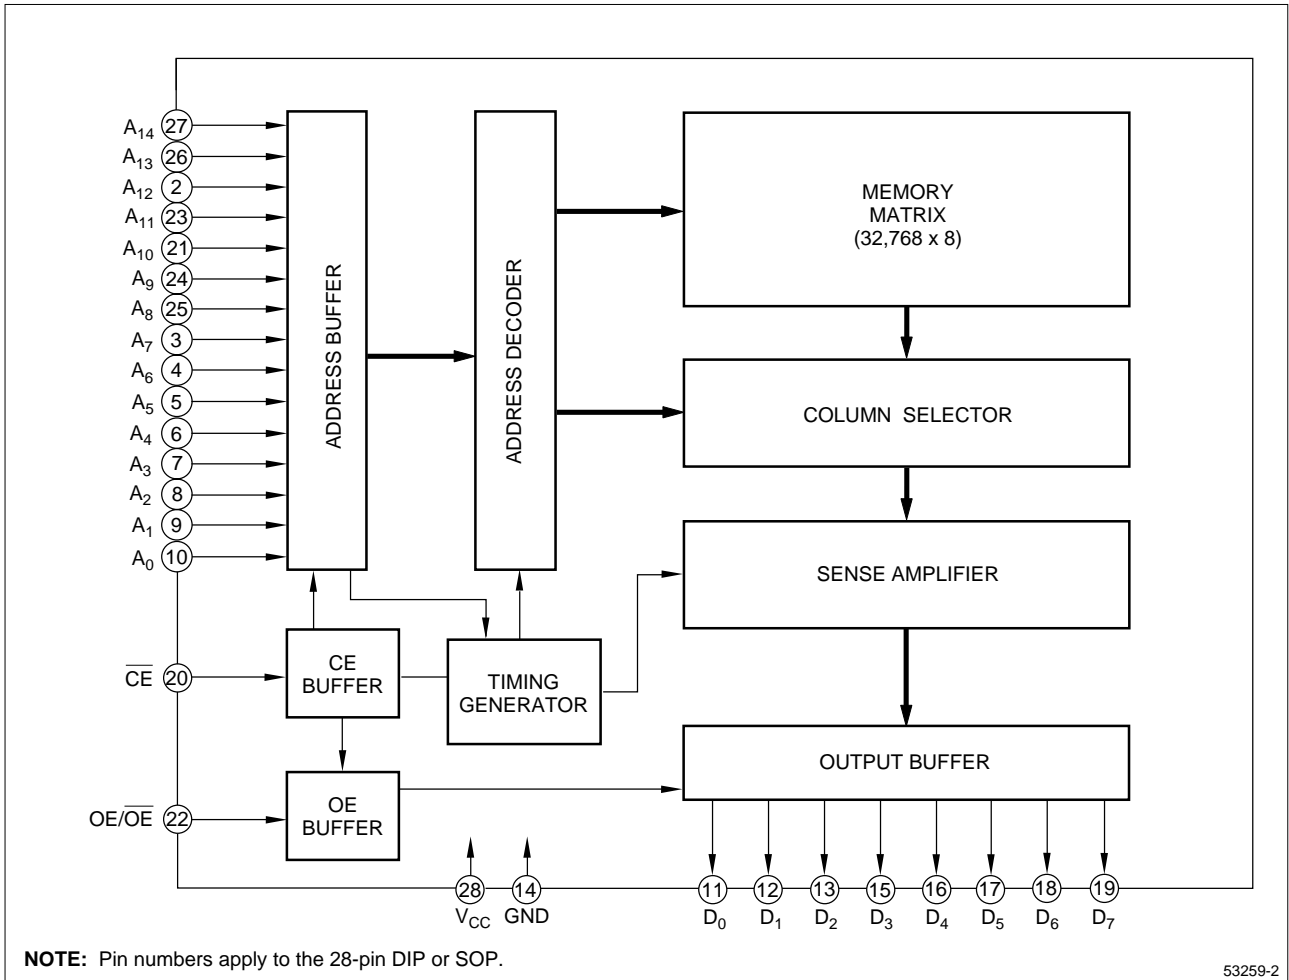 A14 27
A13 26
A12 2
A11 23
A10 21
A9 24
A8 25
A7 3
A6 4
A5 5
A4 6
A3 7
A2 8
A1 9
A0 10
CE 20
OE/OE 22
ADDRESS BUFFER
ADDRESS DECODER
MEMORY
MATRIX
(32,768 x 8)
COLUMN SELECTOR
SENSE AMPLIFIER
CE
BUFFER
TIMING
GENERATOR
OE
BUFFER
OUTPUT BUFFER
28 14 11 12 13 15 16 17 18 19
VCC GND D0 D1 D2 D3 D4 D5 D6 D7
NOTE: Pin numbers apply to the 28-pin DIP or SOP.
53259-2